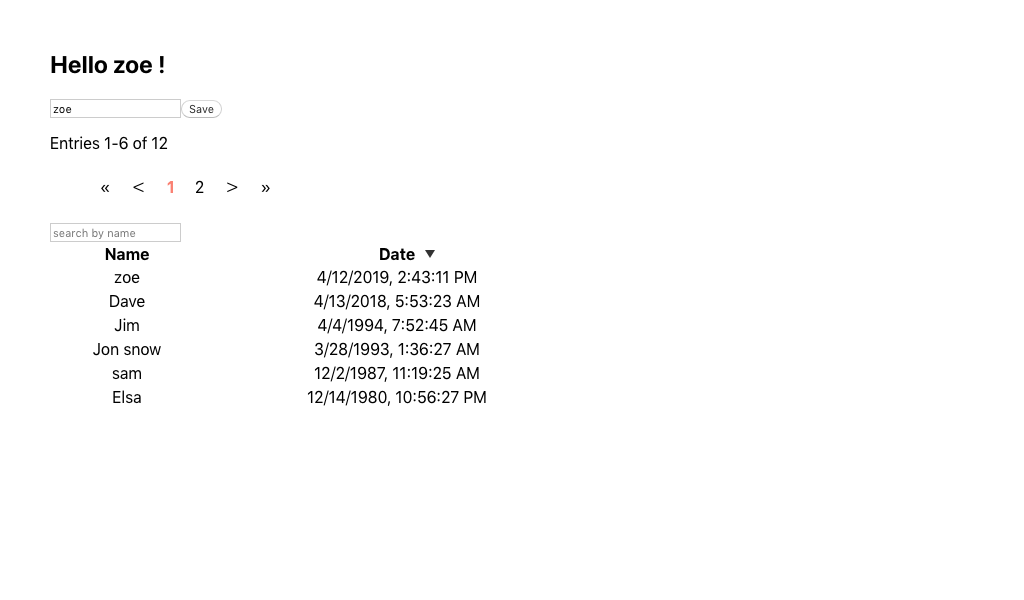 Hello zoe !
zoe Save
Entries 1-6 of 12
« < 1 2 > »
search by name
Name Date ▼
zoe 4/12/2019, 2:43:11 PM
Dave 4/13/2018, 5:53:23 AM
Jim 4/4/1994, 7:52:45 AM
Jon snow 3/28/1993, 1:36:27 AM
sam 12/2/1987, 11:19:25 AM
Elsa 12/14/1980, 10:56:27 PM